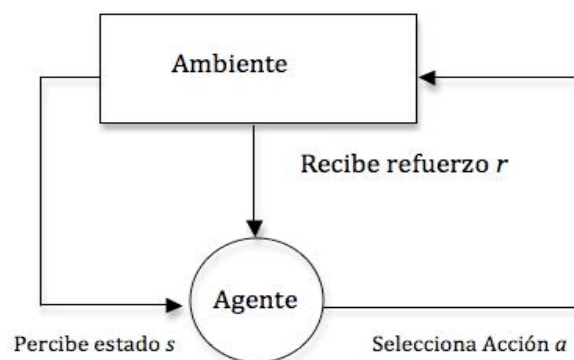 Ambiente
Recibe refuerzo r
Agente
Percibe estado s
Selecciona Acción a